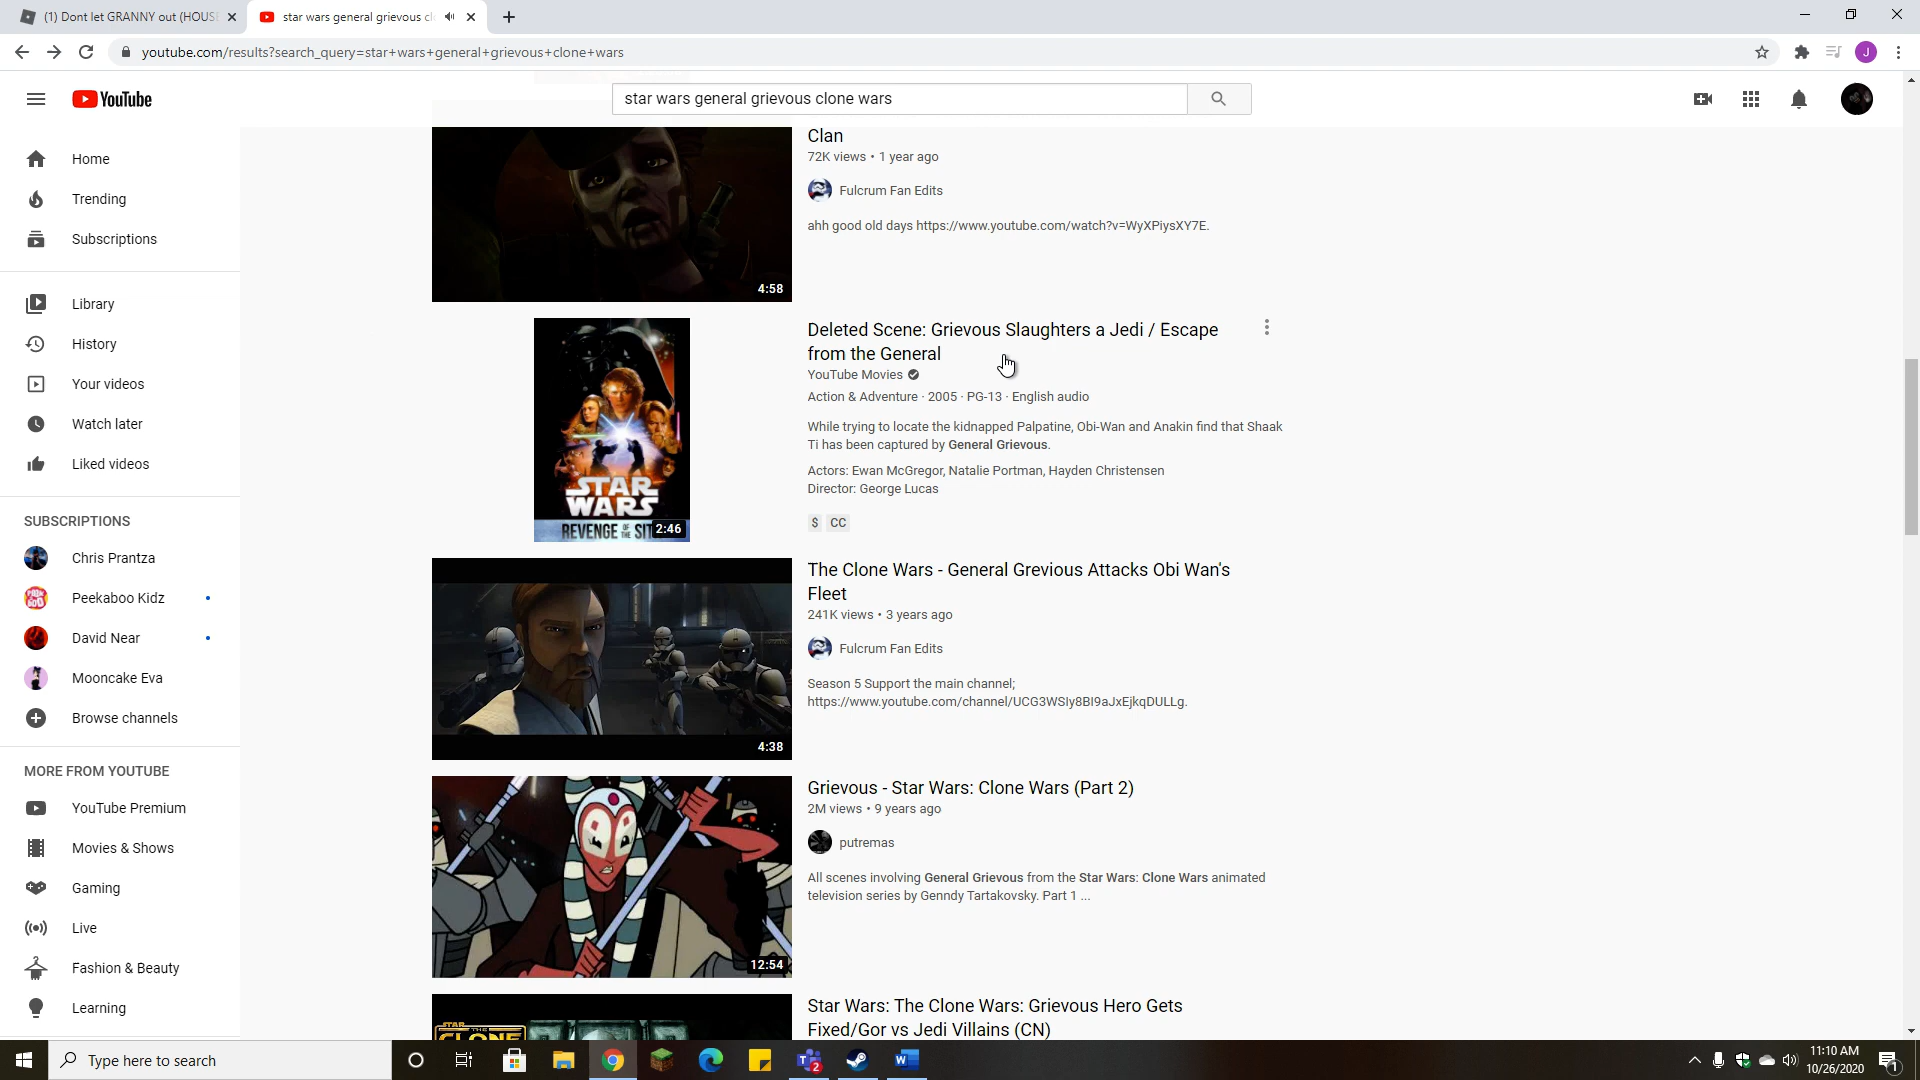 (1) Dont let GRANNY out (HOUS
star wars general grievous cl
youtube.com/results?search_query=star+wars+general+grievous+clone+wars
J
YouTube
star wars general grievous clone wars
Home
Trending
Subscriptions
Library
History
Your videos
Watch later
Liked videos
SUBSCRIPTIONS
Chris Prantza
Peekaboo Kidz
David Near
Mooncake Eva
Browse channels
MORE FROM YOUTUBE
YouTube Premium
Movies & Shows
Gaming
Live
Fashion & Beauty
Learning
Clan
72K views • 1 year ago
Fulcrum Fan Edits
ahh good old days https://www.youtube.com/watch?v=WyXPiysXY7E.
4:58
Deleted Scene: Grievous Slaughters a Jedi / Escape
from the General
YouTube Movies
Action & Adventure · 2005 · PG-13 · English audio
While trying to locate the kidnapped Palpatine, Obi-Wan and Anakin find that Shaak
Ti has been captured by General Grievous.
Actors: Ewan McGregor, Natalie Portman, Hayden Christensen
Director: George Lucas
$ CC
STAR
WARS
REVENGE OF THE SIT
2:46
The Clone Wars - General Grevious Attacks Obi Wan's
Fleet
241K views • 3 years ago
Fulcrum Fan Edits
Season 5 Support the main channel;
https://www.youtube.com/channel/UCG3WSIy8BI9aJxEjkqDULLg.
4:38
Grievous - Star Wars: Clone Wars (Part 2)
2M views • 9 years ago
putremas
All scenes involving General Grievous from the Star Wars: Clone Wars animated
television series by Genndy Tartakovsky. Part 1 ...
12:54
Star Wars: The Clone Wars: Grievous Hero Gets
Fixed/Gor vs Jedi Villains (CN)
STAR
CLONE
Type here to search
2
11:10 AM
10/26/2020
1